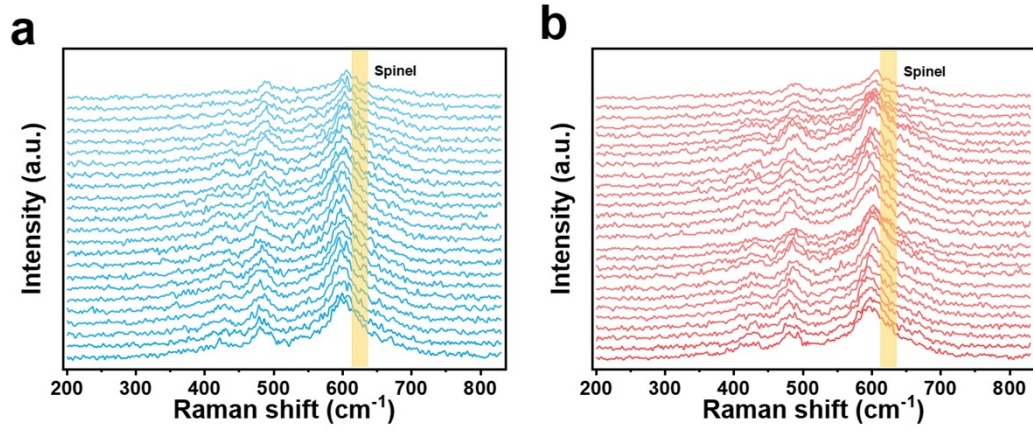 a
Spinel
Intensity (a.u.)
200 300 400 500 600 700 800
Raman shift (cm⁻¹)
b
Spinel
Intensity (a.u.)
200 300 400 500 600 700 800
Raman shift (cm⁻¹)